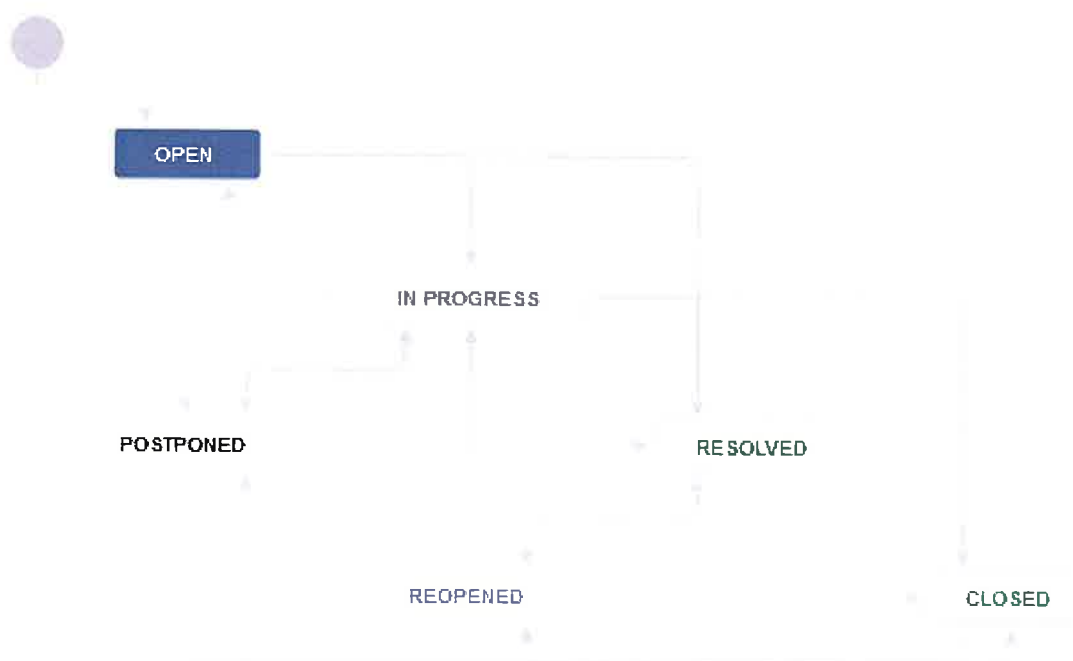 OPEN
IN PROGRESS
POSTPONED
RESOLVED
REOPENED
CLOSED